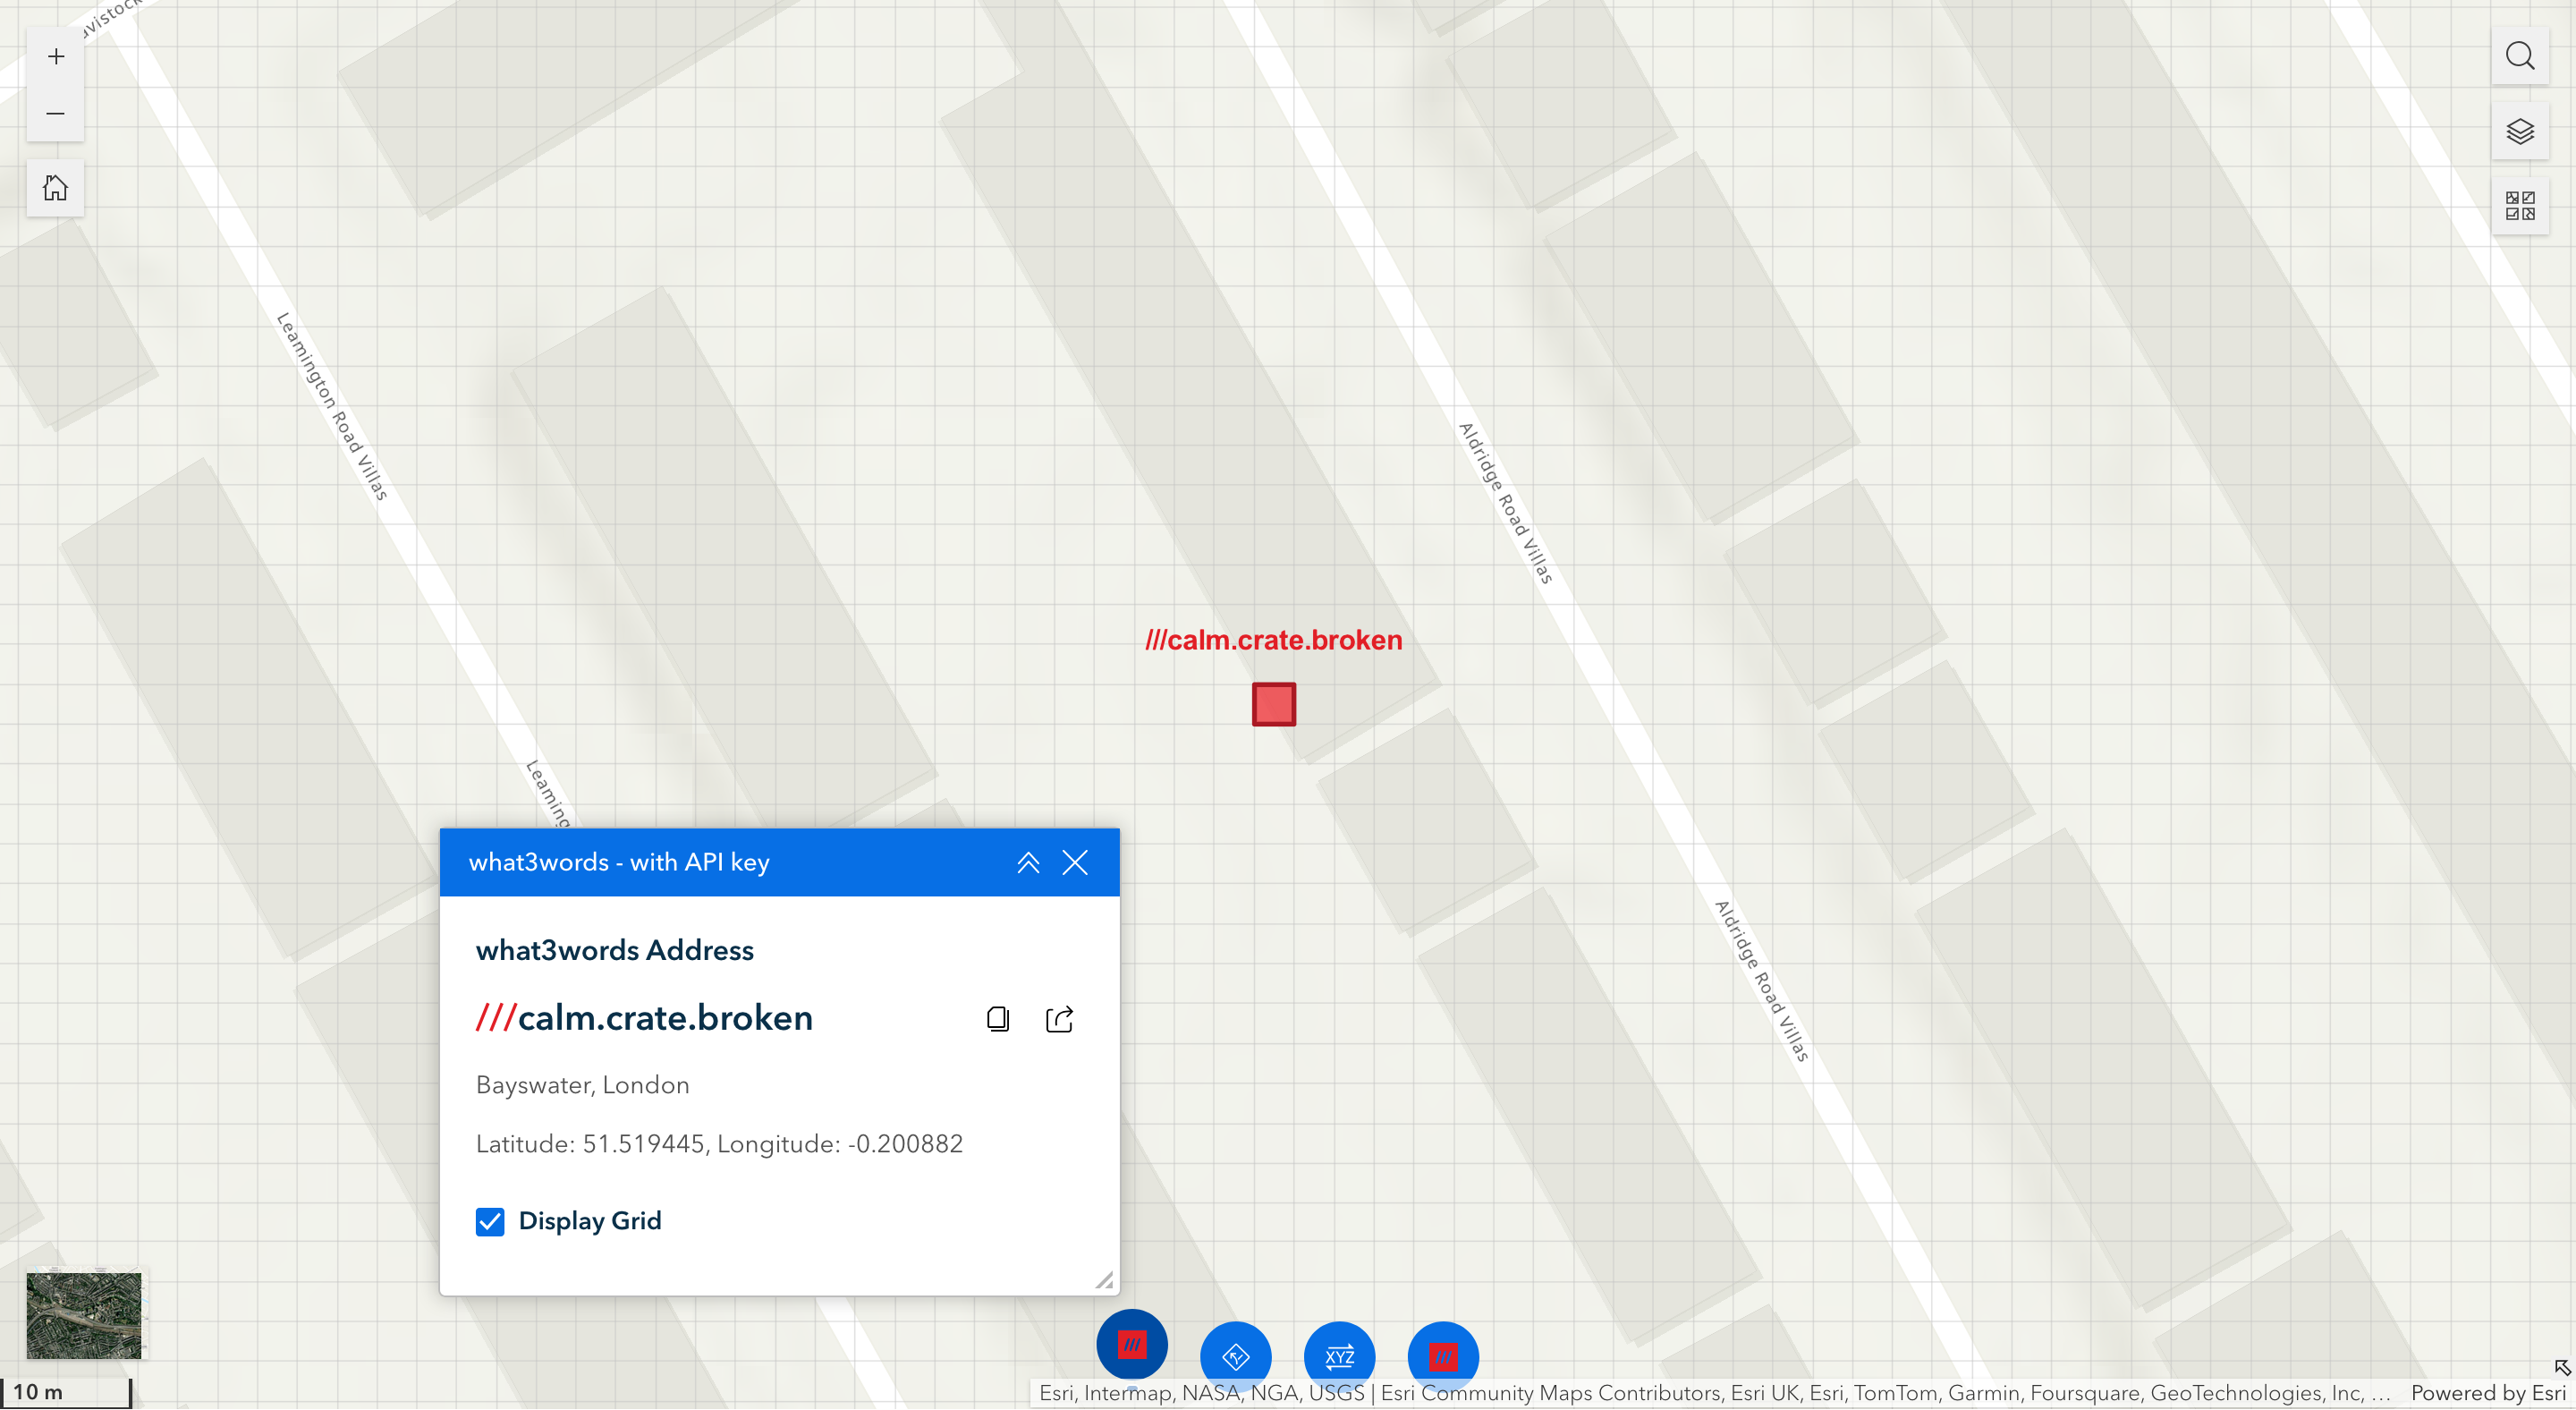 Leamington Road Villas
Aldridge Road Villas
///calm.crate.broken
what3words - with API key
what3words Address
///calm.crate.broken
Bayswater, London
Latitude: 51.519445, Longitude: -0.200882
Display Grid
Aldridge Road Villas
XYZ
10 m
Esri, Intermap, NASA, NGA, USGS | Esri Community Maps Contributors, Esri UK, Esri, TomTom, Garmin, Foursquare, GeoTechnologies, Inc, ...
Powered by Esri